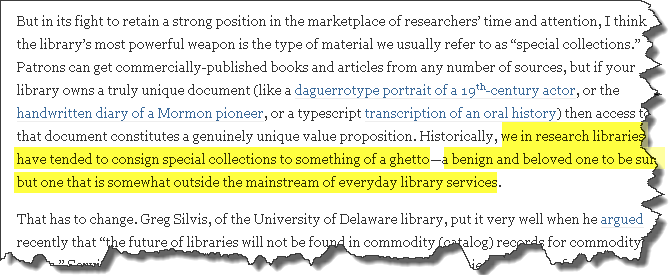 But in its fight to retain a strong position in the marketplace of researchers’ time and attention, I think
the library’s most powerful weapon is the type of material we usually refer to as “special collections.”
Patrons can get commercially-published books and articles from any number of sources, but if your
library owns a truly unique document (like a daguerrotype portrait of a 19th-century actor, or the
handwritten diary of a Mormon pioneer, or a typescript transcription of an oral history) then access
that document constitutes a genuinely unique value proposition. Historically, we in research libraries
have tended to consign special collections to something of a ghetto—a benign and beloved one to be
but one that is somewhat outside the mainstream of everyday library services.
That has to change. Greg Silvis, of the University of Delaware library, put it very well when he argued
recently that “the future of libraries will not be found in commodity (catalog) records for commodity